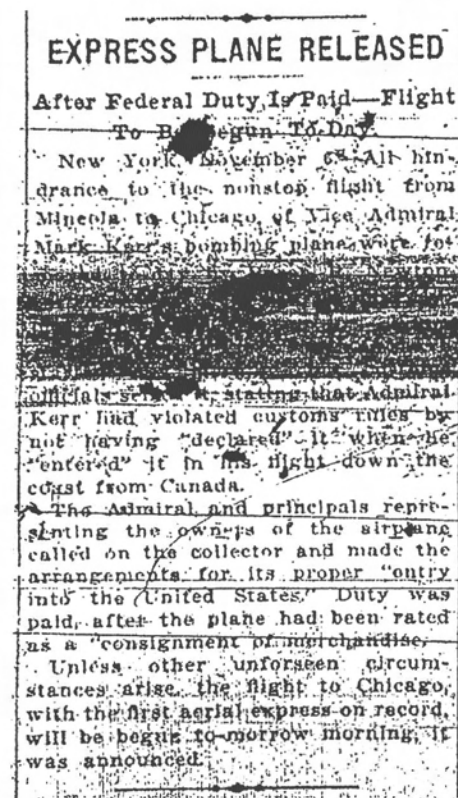 EXPRESS PLANE RELEASED
After Federal Duty Is Paid—Flight
To Be Begun To-Day.
New York, November 6.—All hin-
drance to the nonstop flight from
Mineola to Chicago of Vice Admiral
Mark Kerr's bombing plane were
Newton,
officials stating that Admiral
Kerr had violated customs rules by
not having "declared" it when he
"entered" it in his flight down the
coast from Canada.
The Admiral and principals repre-
senting the owners of the airplane
called on the collector and made the
arrangements for its proper "entry
into the United States." Duty was
paid, after the plane had been rated
as a "consignment of merchandise.
Unless other unforseen circum-
stances arise, the flight to Chicago,
with the first aerial express on record,
will be begun to-morrow morning, it
was announced.